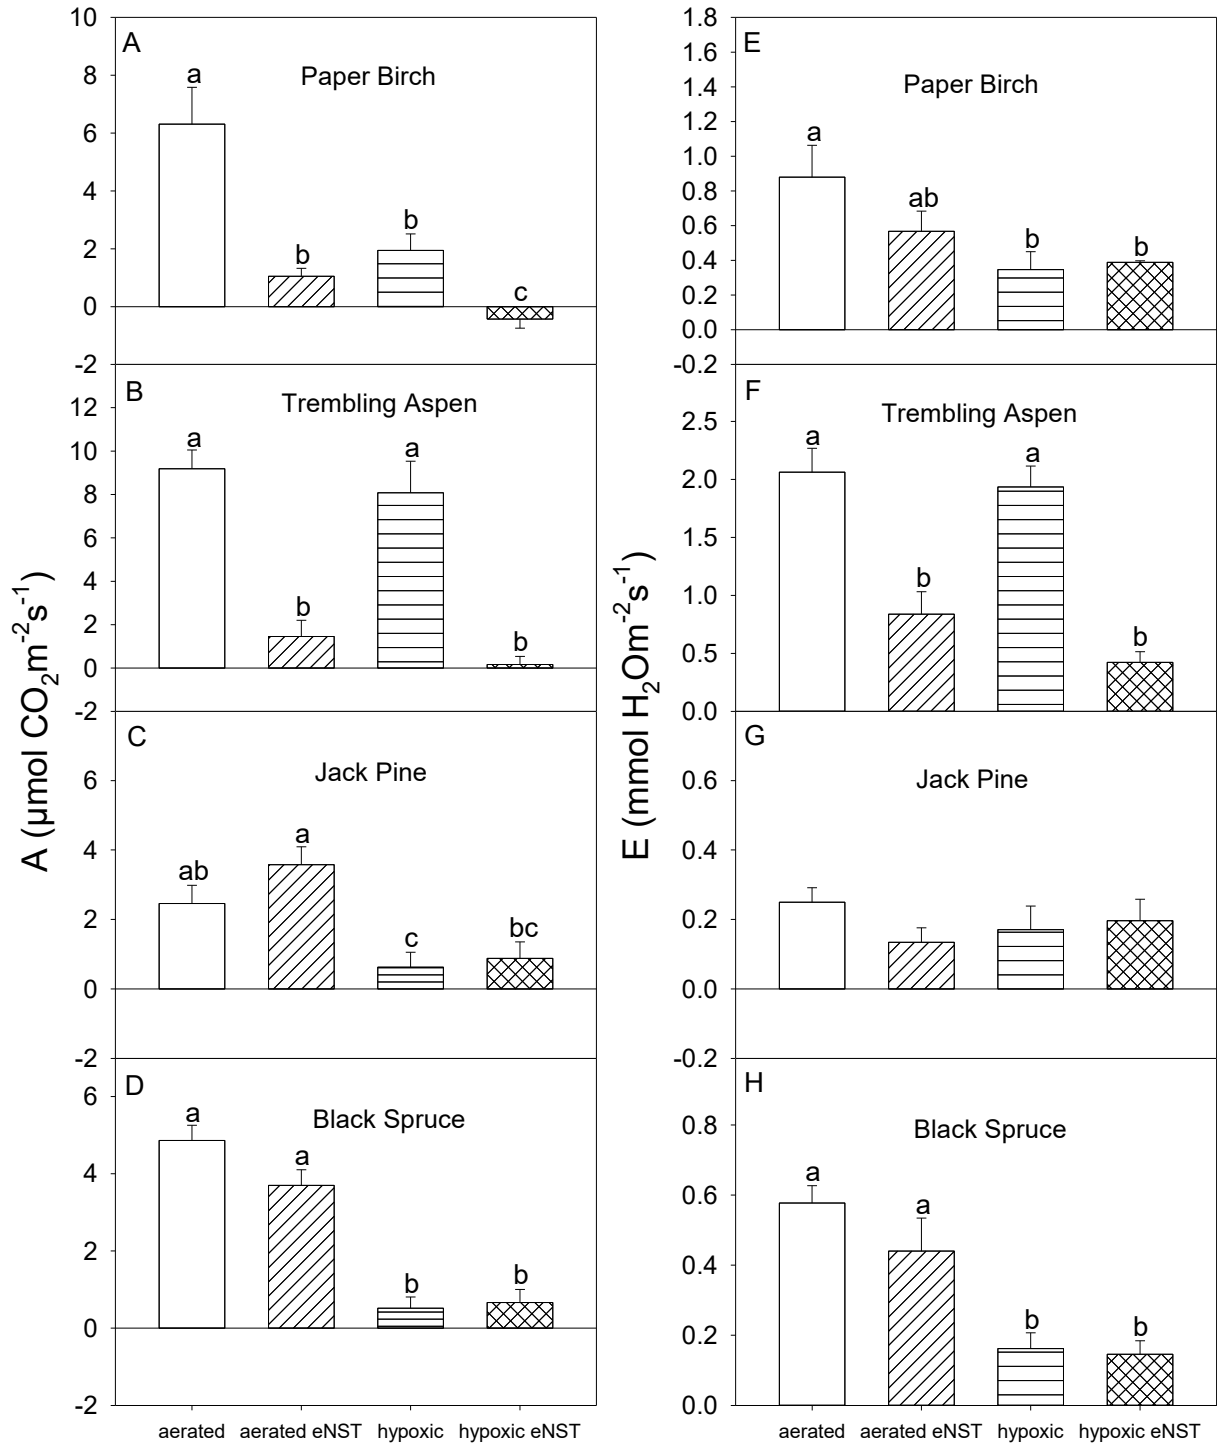 A
Paper Birch
10
8
6
4
2
0
-2
a
b
b
c
B
Trembling Aspen
12
10
8
6
4
2
0
-2
a
b
a
b
C
Jack Pine
6
4
2
0
-2
ab
a
c
bc
D
Black Spruce
6
4
2
0
-2
a
a
b
b
aerated aerated eNST hypoxic hypoxic eNST
A (µmol CO₂m⁻²s⁻¹)
E
Paper Birch
1.8
1.6
1.4
1.2
1.0
0.8
0.6
0.4
0.2
0.0
-0.2
a
ab
b
b
F
Trembling Aspen
2.5
2.0
1.5
1.0
0.5
0.0
a
b
a
b
G
Jack Pine
0.6
0.4
0.2
0.0
-0.2
H
Black Spruce
0.8
0.6
0.4
0.2
0.0
a
a
b
b
aerated aerated eNST hypoxic hypoxic eNST
E (mmol H₂Om⁻²s⁻¹)